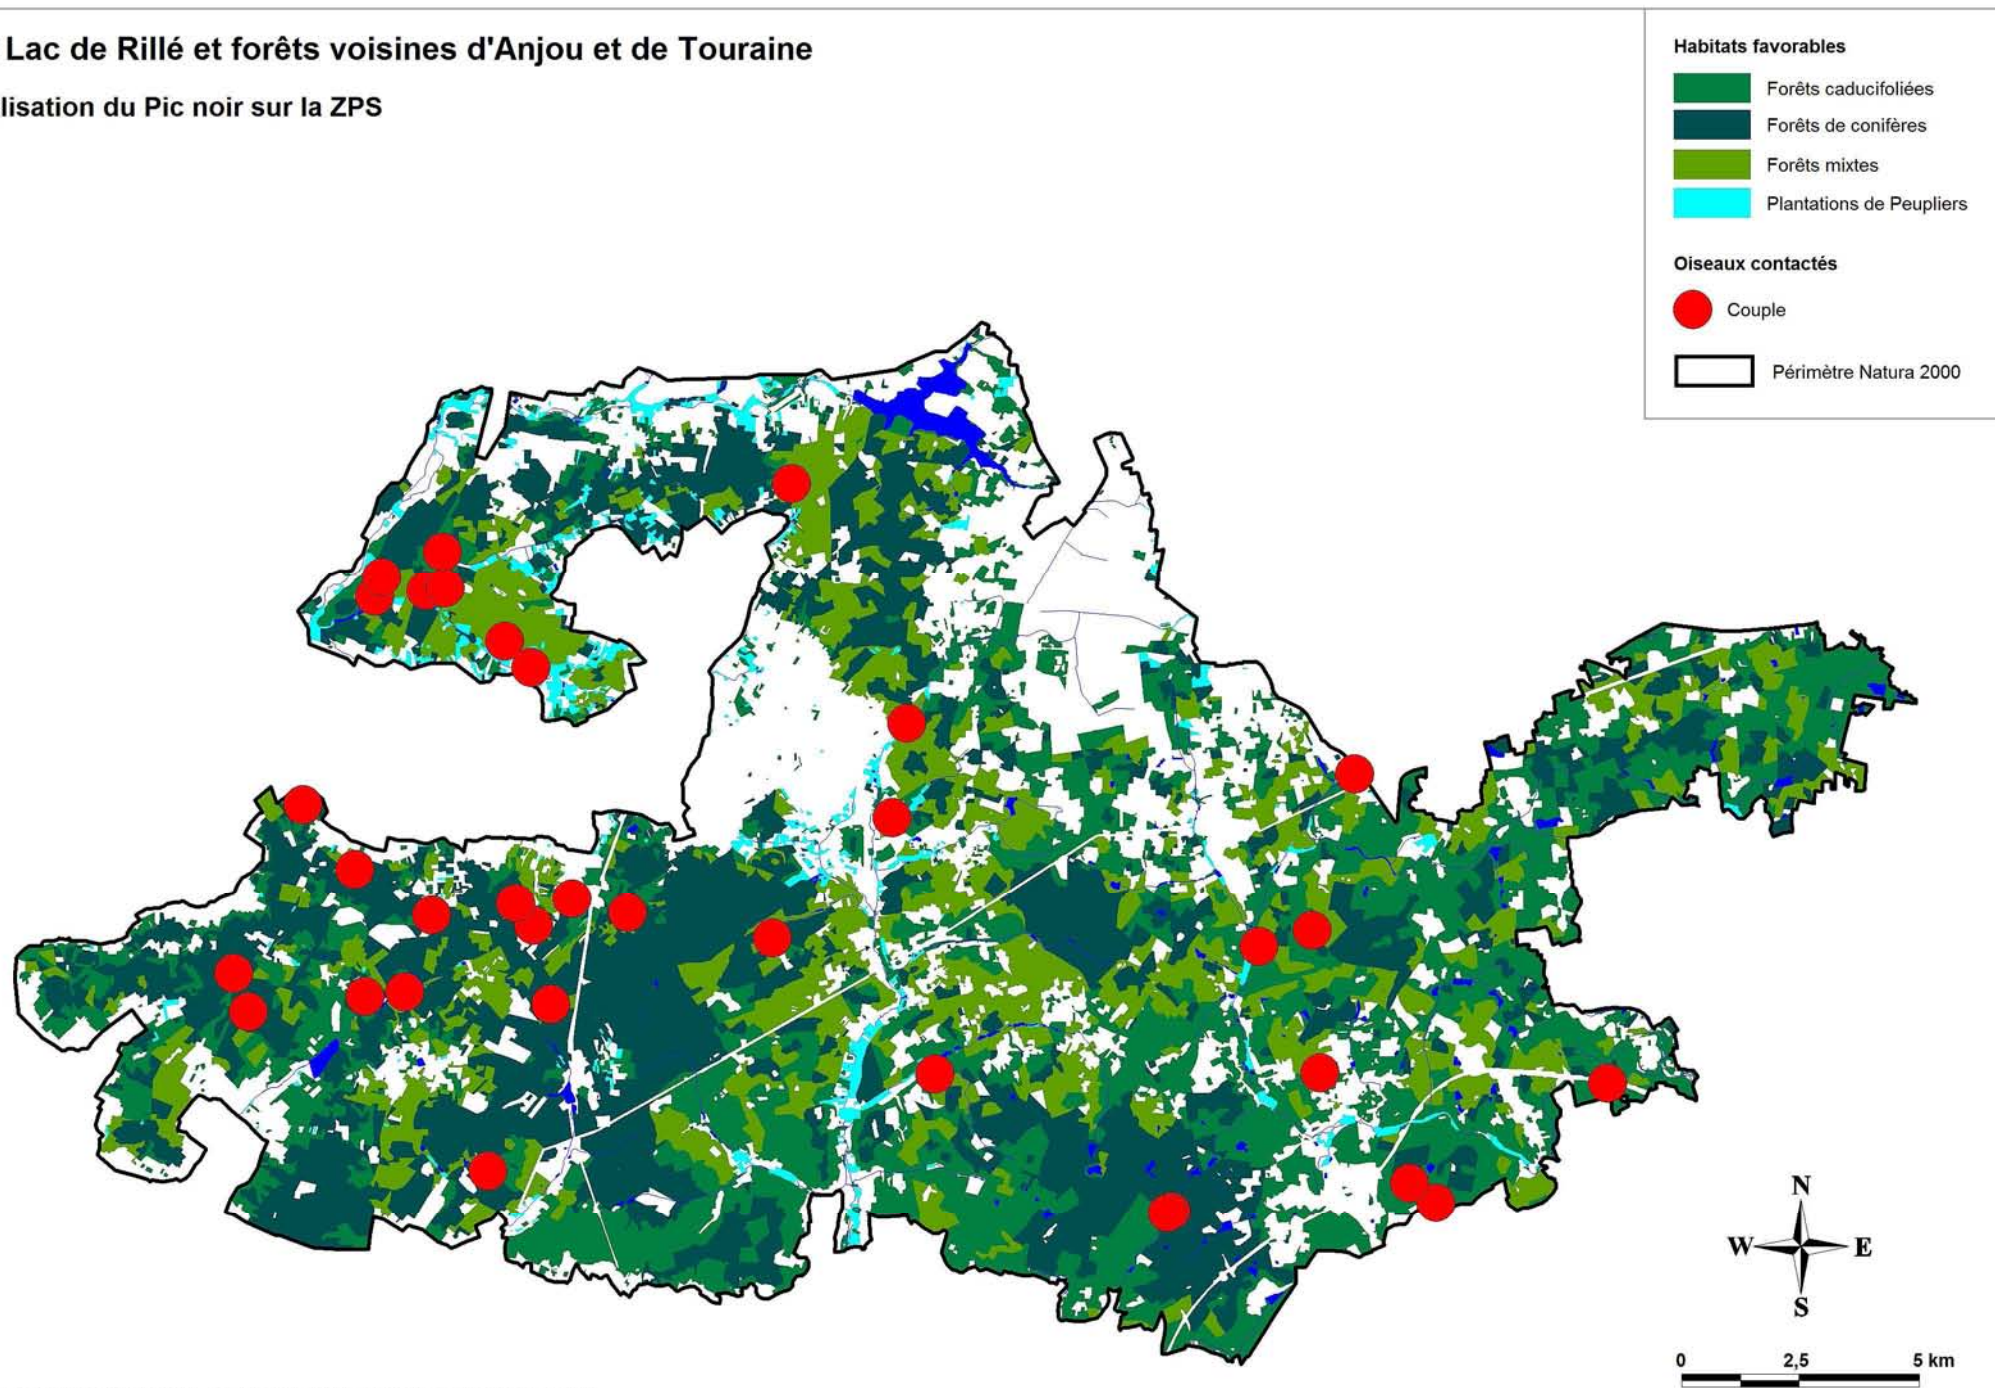 Lac de Rillé et forêts voisines d'Anjou et de Touraine
lisation du Pic noir sur la ZPS
Habitats favorables
Forêts caducifoliées
Forêts de conifères
Forêts mixtes
Plantations de Peupliers
Oiseaux contactés
Couple
Périmètre Natura 2000
N
W E
S
0 2,5 5 km